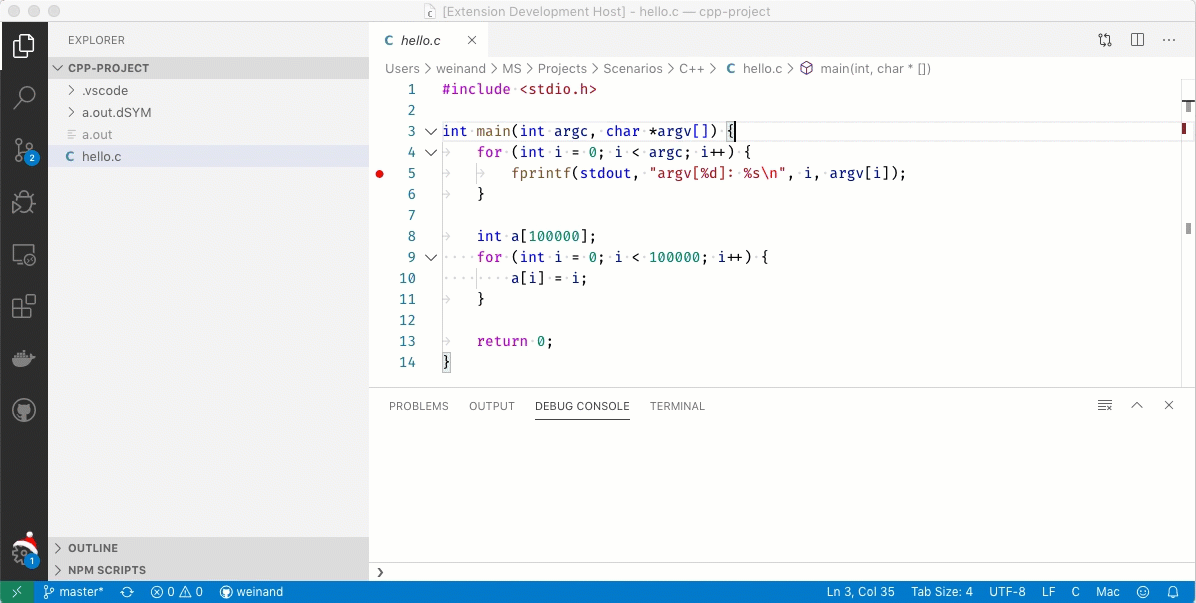 [Extension Development Host] - hello.c — cpp-project
EXPLORER
CPP-PROJECT
.vscode
a.out.dSYM
a.out
C hello.c
OUTLINE
NPM SCRIPTS
2
1
C hello.c
Users > weinand > MS > Projects > Scenarios > C++ > C hello.c > main(int, char * [])
1 #include <stdio.h>
2
3 int main(int argc, char *argv[]) {
4 for (int i = 0; i < argc; i++) {
5 fprintf(stdout, "argv[%d]: %s\n", i, argv[i]);
6 }
7
8 int a[100000];
9 for (int i = 0; i < 100000; i++) {
10 a[i] = i;
11 }
12
13 return 0;
14 }
PROBLEMS OUTPUT DEBUG CONSOLE TERMINAL
master* 0 0 weinand Ln 3, Col 35 Tab Size: 4 UTF-8 LF C Mac